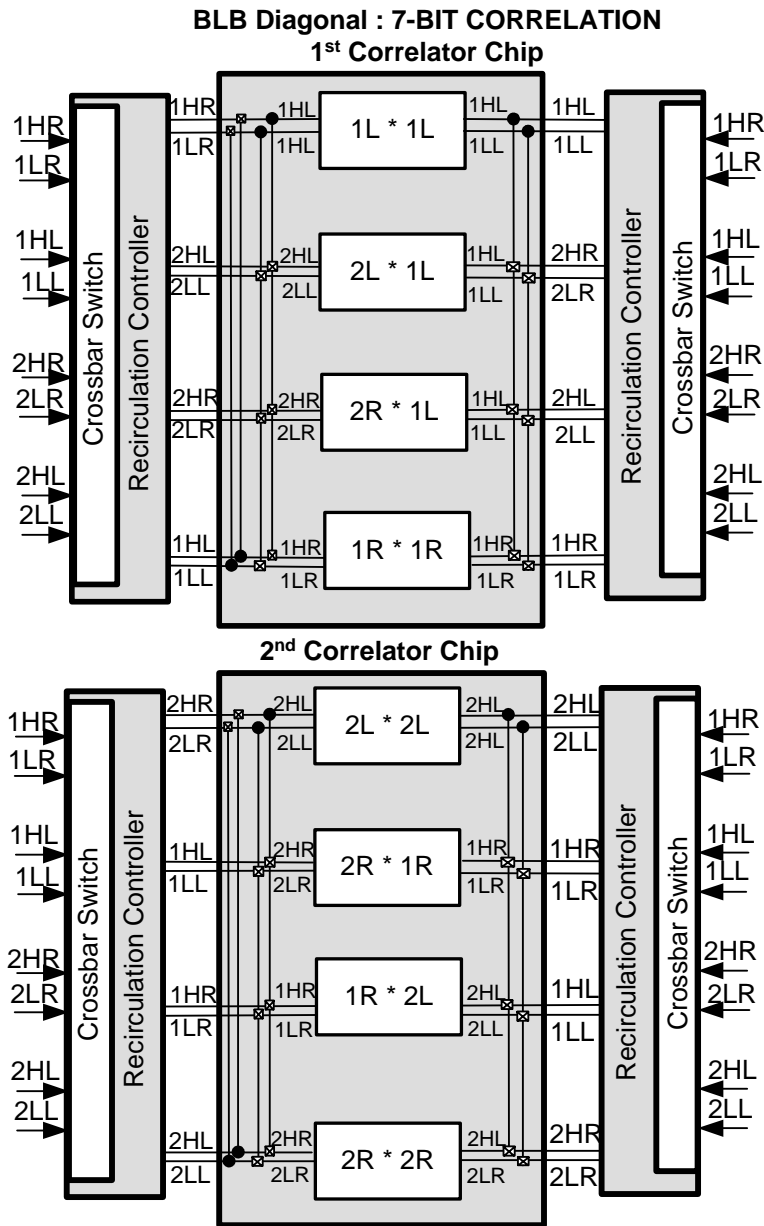 BLB Diagonal : 7-BIT CORRELATION
1st Correlator Chip
1HR
1LR
1HL
1LL
2HR
2LR
2HL
2LL
Crossbar Switch
Recirculation Controller
1HR
1LR
2HL
2LL
2HR
2LR
1HL
1LL
1HL
1HL
1L * 1L
1HL
1LL
2HL
2LL
2L * 1L
1HL
1LL
2HR
2LR
2R * 1L
1HL
1LL
1HR
1LR
1R * 1R
1HR
1LR
1HL
1LL
2HR
2LR
2HL
2LL
1HR
1LR
Recirculation Controller
Crossbar Switch
1HR
1LR
1HL
1LL
2HR
2LR
2HL
2LL
2nd Correlator Chip
1HR
1LR
1HL
1LL
2HR
2LR
2HL
2LL
Crossbar Switch
Recirculation Controller
2HR
2LR
1HL
1LL
1HR
1LR
2HL
2LL
2HL
2LL
2L * 2L
2HL
2HL
2HR
2LR
2R * 1R
1HR
1LR
1HR
1LR
1R * 2L
2HL
2LL
2HR
2LR
2R * 2R
2HL
2LR
2HL
2LL
1HR
1LR
1HL
1LL
2HR
2LR
Recirculation Controller
Crossbar Switch
1HR
1LR
1HL
1LL
2HR
2LR
2HL
2LL